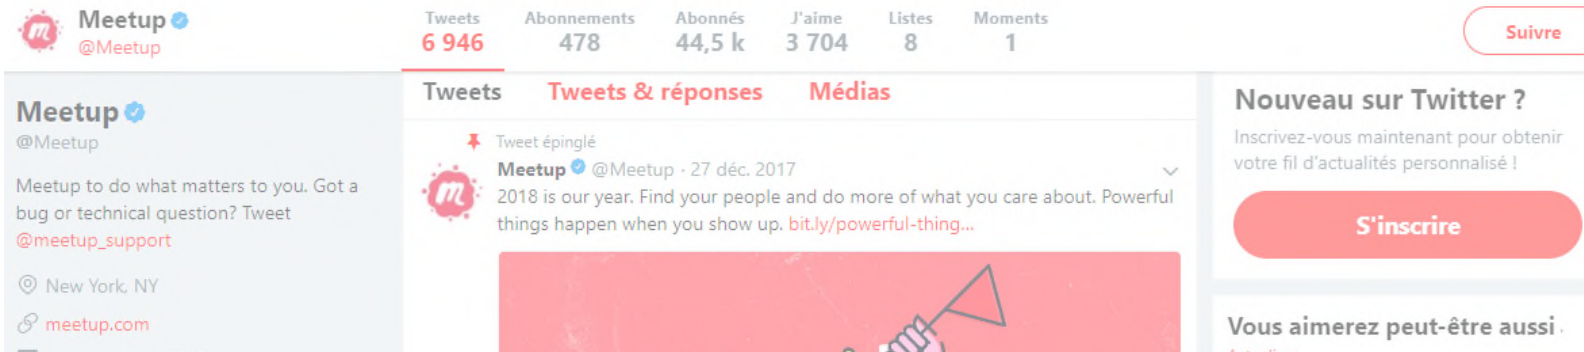 Meetup
@Meetup
Tweets Abonnements Abonnés J'aime Listes Moments
6 946 478 44,5 k 3 704 8 1
Suivre
Meetup
@Meetup
Meetup to do what matters to you. Got a
bug or technical question? Tweet
@meetup_support
New York, NY
meetup.com
Tweets Tweets & réponses Médias
Tweet épinglé
Meetup @Meetup · 27 déc. 2017
2018 is our year. Find your people and do more of what you care about. Powerful
things happen when you show up. bit.ly/powerful-thing...
Nouveau sur Twitter ?
Inscrivez-vous maintenant pour obtenir
votre fil d'actualités personnalisé !
S'inscrire
Vous aimerez peut-être aussi